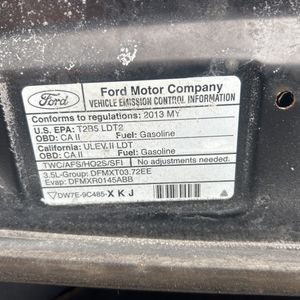 Ford
Ford Motor Company
VEHICLE EMISSION CONTROL INFORMATION
Conforms to regulations: 2013 MY
U.S. EPA: T2B5 LDT2
OBD: CA II Fuel: Gasoline
California: ULEV II LDT
OBD: CA II Fuel: Gasoline
TWC/AFS/HO2S/SFI No adjustments needed.
3.5L-Group: DFMXT03.72EE
Evap: DFMXR0145ABB
DW7E-9C485-X K J